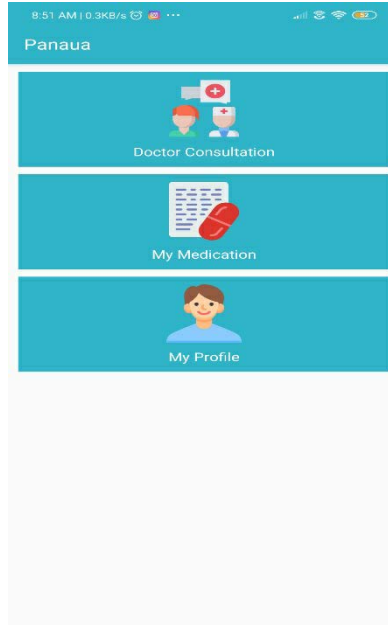 8:51 AM | 0.3KB/s
Panaua
Doctor Consultation
My Medication
My Profile